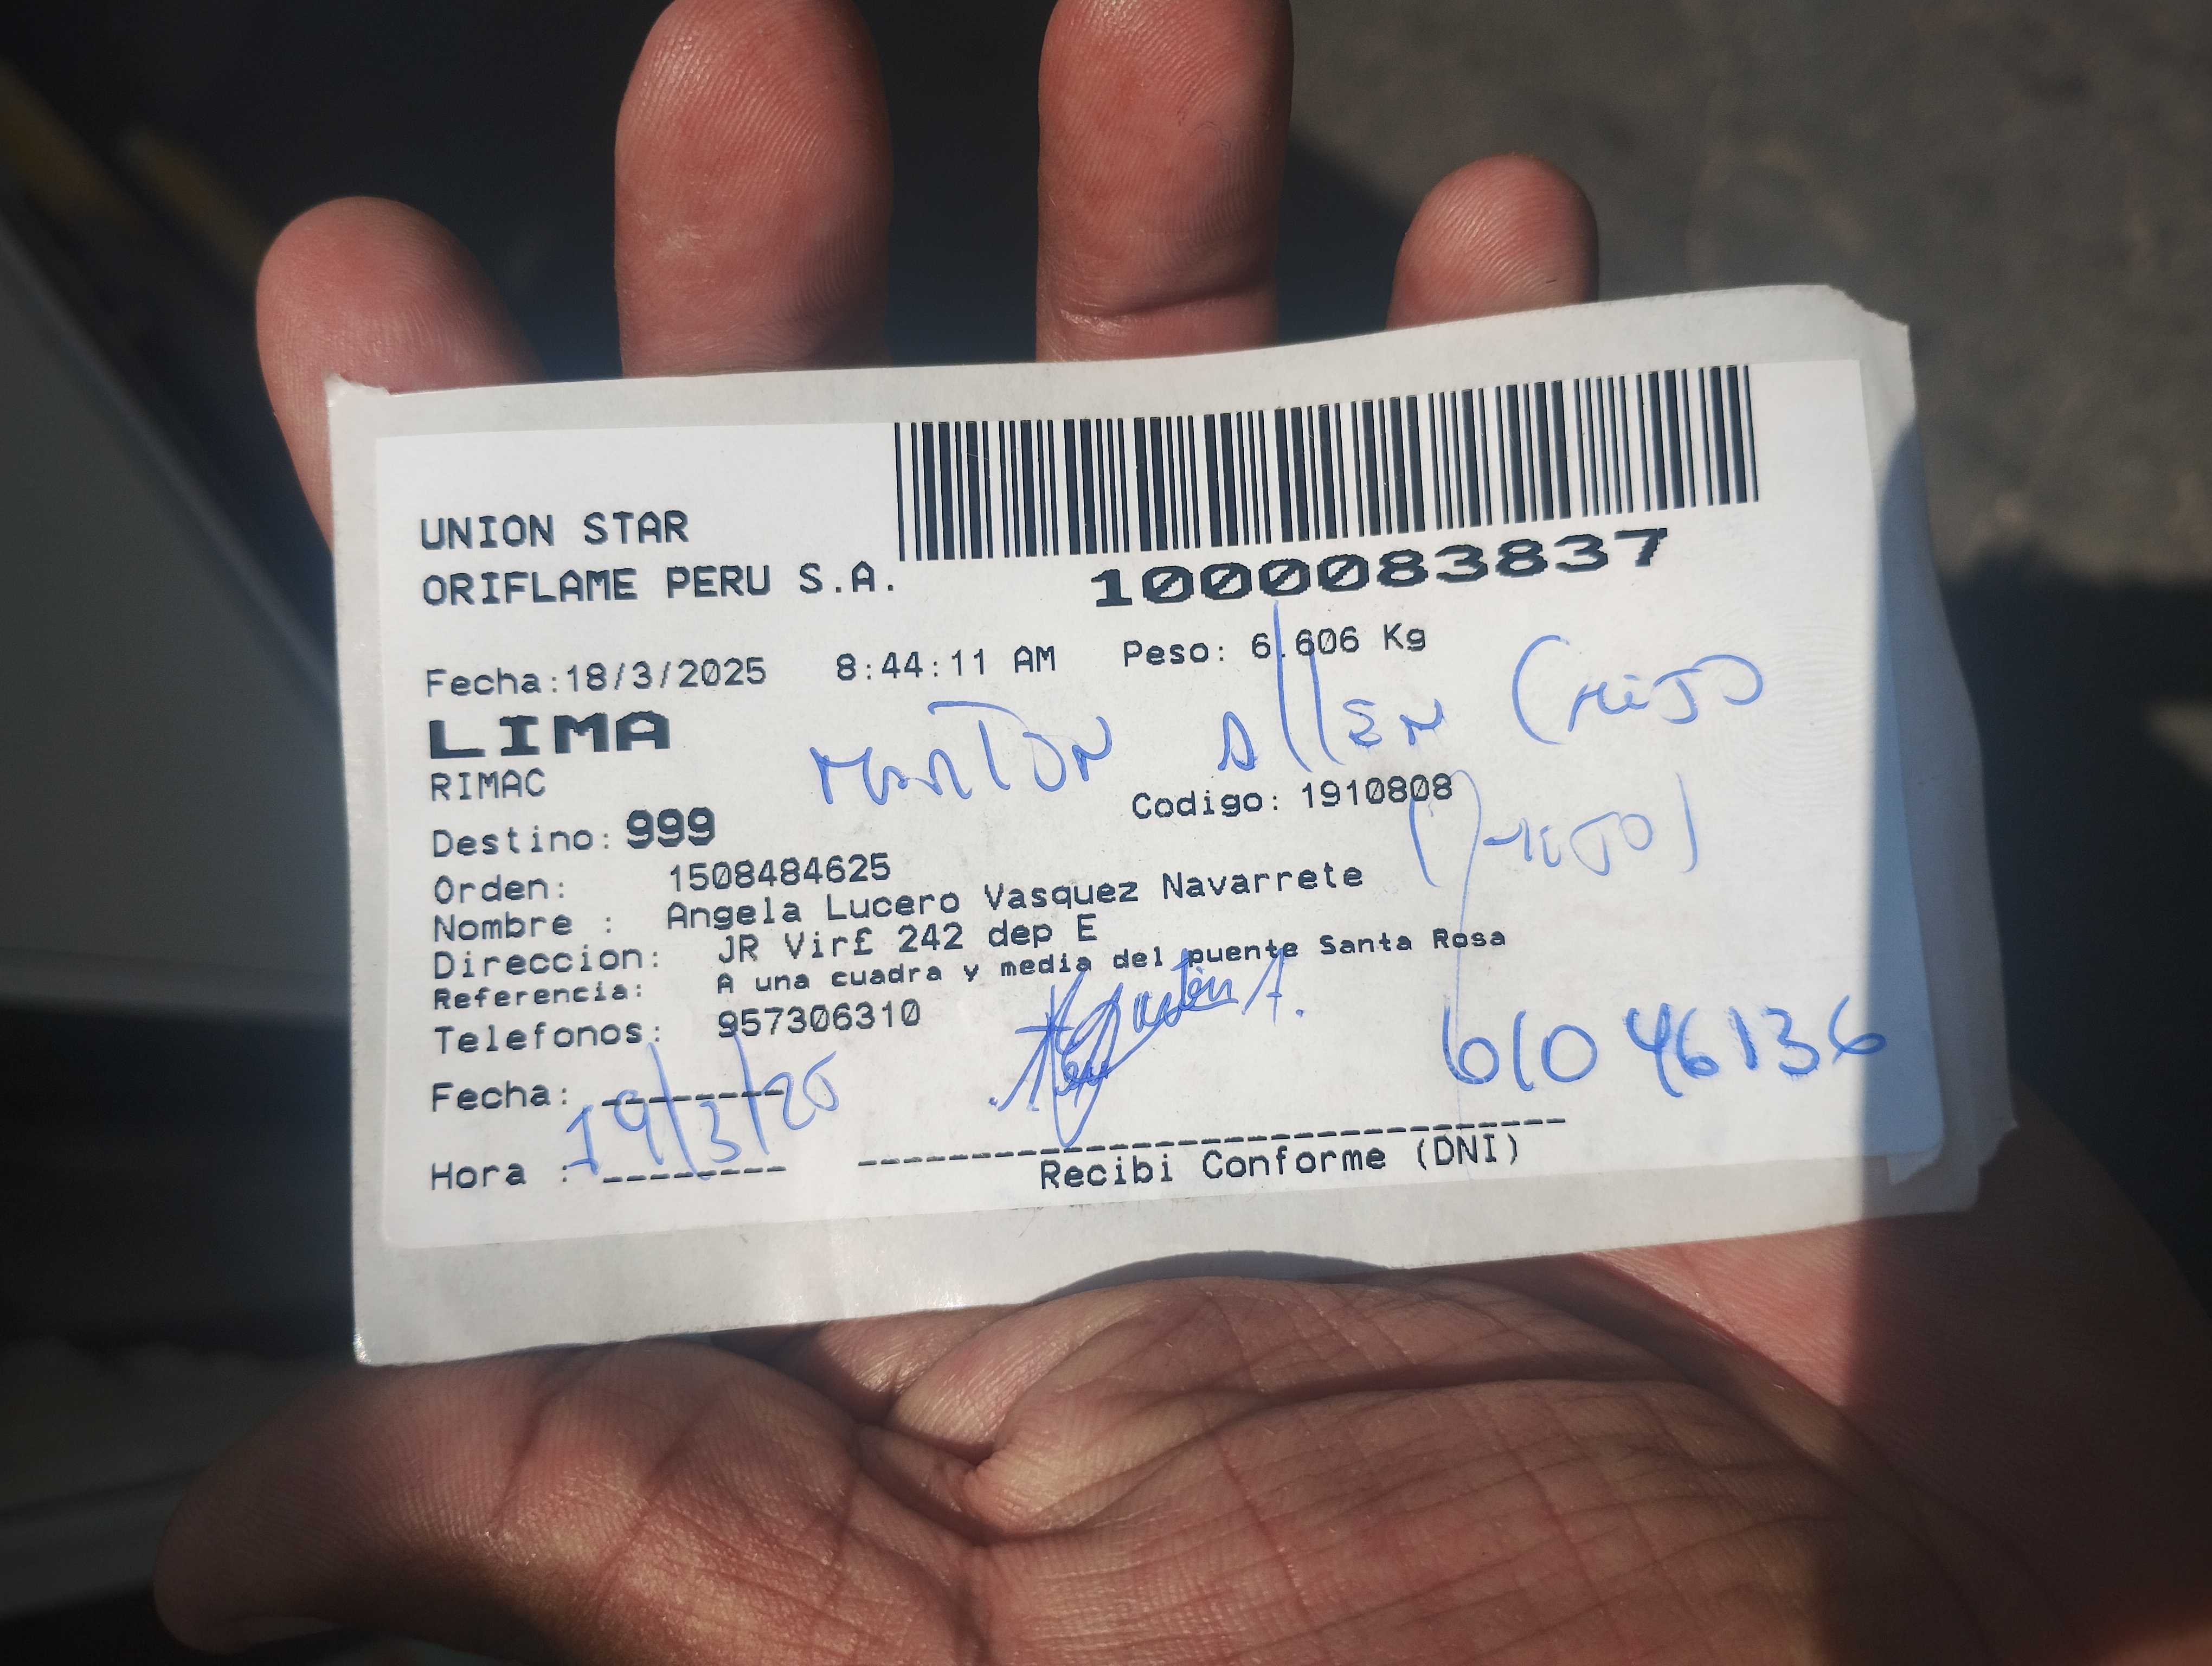 UNION STAR
ORIFLAME PERU S.A.
1000083837
Fecha:18/3/2025 8:44:11 AM Peso: 6.606 Kg
LIMA
RIMAC
Allen
Codigo: 1910808
Destino: 999
Orden: 1508484625
Nombre : Angela Lucero Vasquez Navarrete
Direccion: JR Vir£ 242 dep E
Referencia: A una cuadra y media del puente Santa Rosa
Telefonos: 957306310
61046136
Fecha: --------
19/3/25
Hora : --------
Recibi Conforme (DNI)